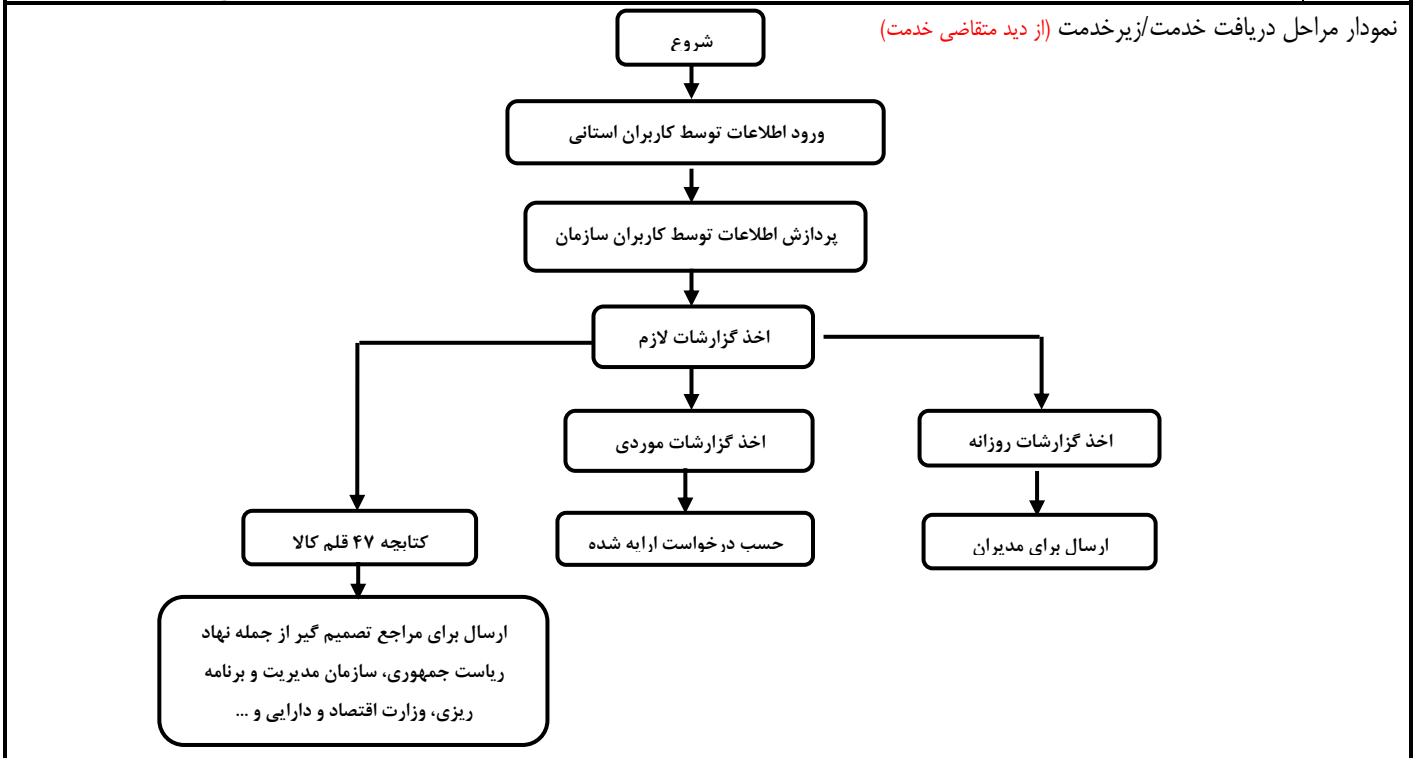 نمودار مراحل دریافت خدمت/زیرخدمت (از دید متقاضی خدمت)
شروع
ورود اطلاعات توسط کاربران استانی
پردازش اطلاعات توسط کاربران سازمان
اخذ گزارشات لازم
اخذ گزارشات روزانه
اخذ گزارشات موردی
ارسال برای مدیران
حسب درخواست ارایه شده
کتابچه ۴۷ قلم کالا
ارسال برای مراجع تصمیم گیر از جمله نهاد
ریاست جمهوری، سازمان مدیریت و برنامه
ریزی، وزارت اقتصاد و دارایی و ...